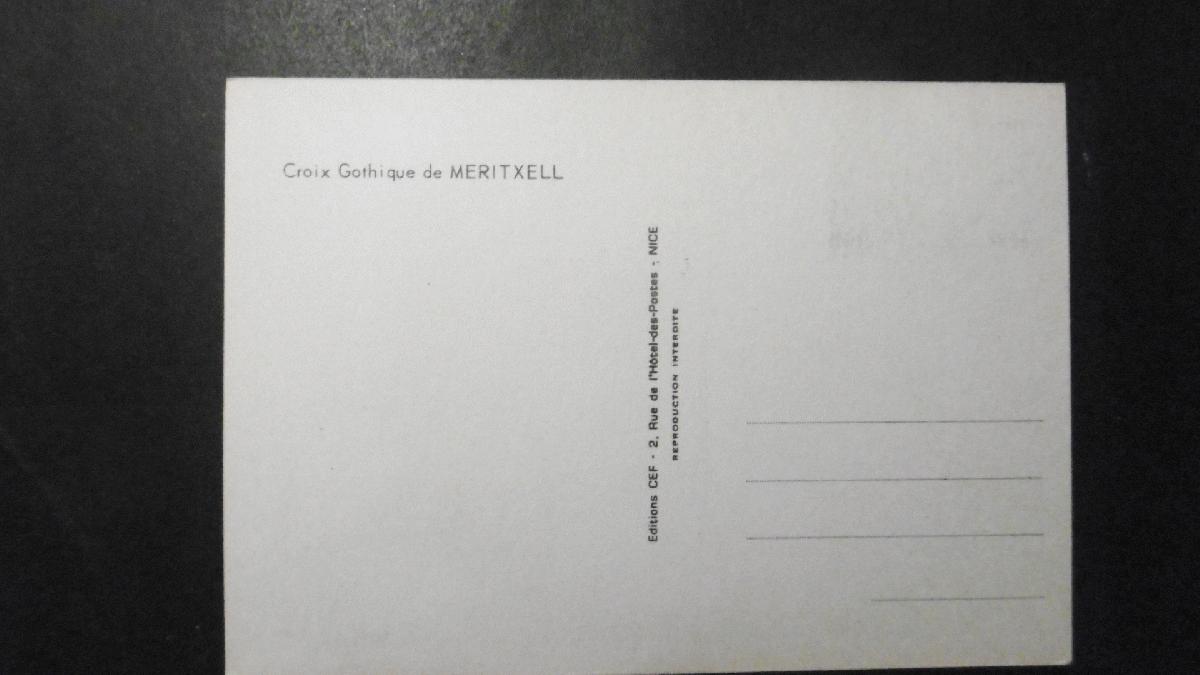 Croix Gothique de MERITXELL
Editions CEF - 2, Rue de l'Hôtel-des-Postes - NICE
REPRODUCTION INTERDITE